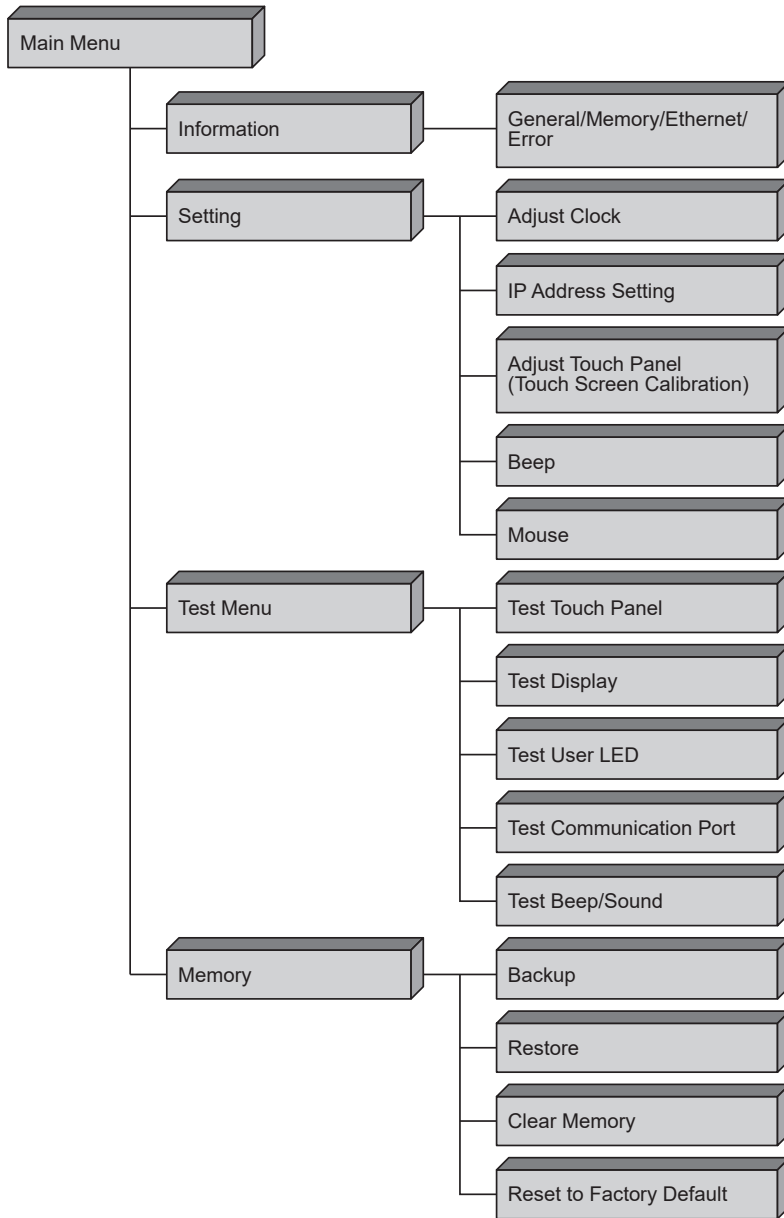 Main Menu
Information
General/Memory/Ethernet/
Error
Setting
Adjust Clock
IP Address Setting
Adjust Touch Panel
(Touch Screen Calibration)
Beep
Mouse
Test Menu
Test Touch Panel
Test Display
Test User LED
Test Communication Port
Test Beep/Sound
Memory
Backup
Restore
Clear Memory
Reset to Factory Default